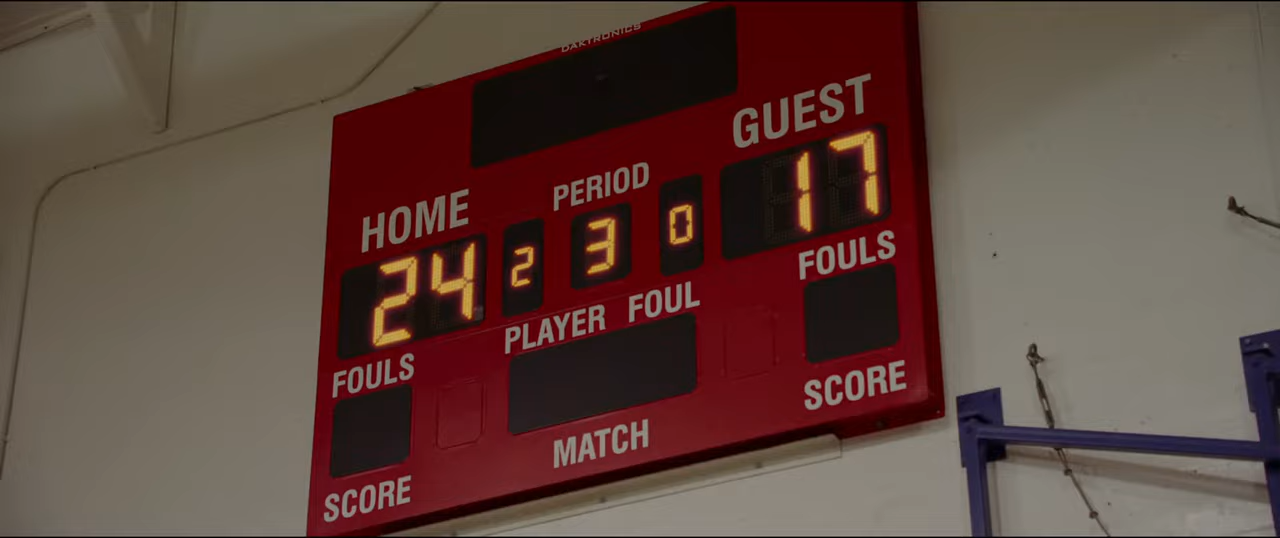 DAKTRONICS
HOME PERIOD GUEST
24 2 3 0 17
FOULS PLAYER FOUL FOULS
SCORE MATCH SCORE